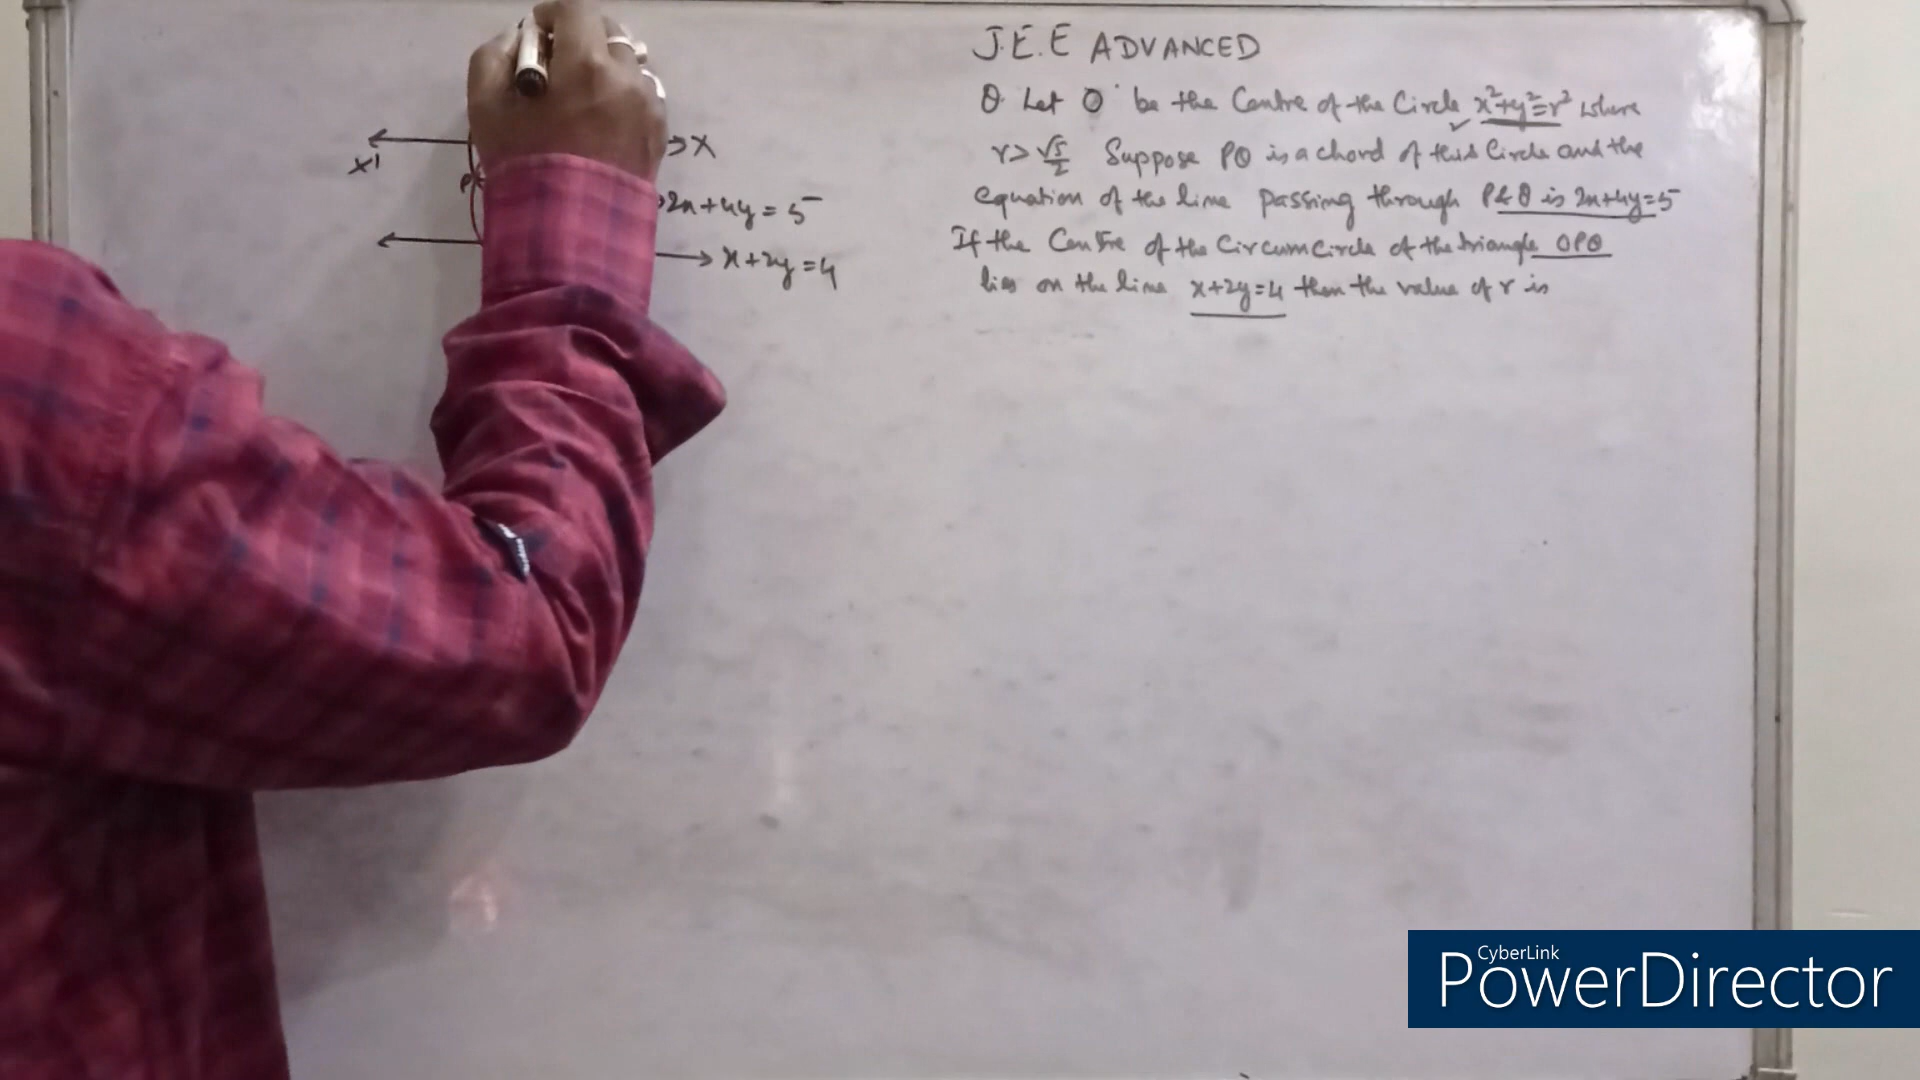 J.E.E ADVANCED
Q. Let O be the Centre of the Circle x²+y²=r² where
r>√5/2 Suppose PQ is a chord of this Circle and the
equation of the line passing through P & Q is 2x+4y=5
If the Centre of the Circumcircle of the triangle OPQ
lies on the line x+2y=4 then the value of r is
X' X
P
2x+4y=5
x+2y=4
CyberLink
PowerDirector